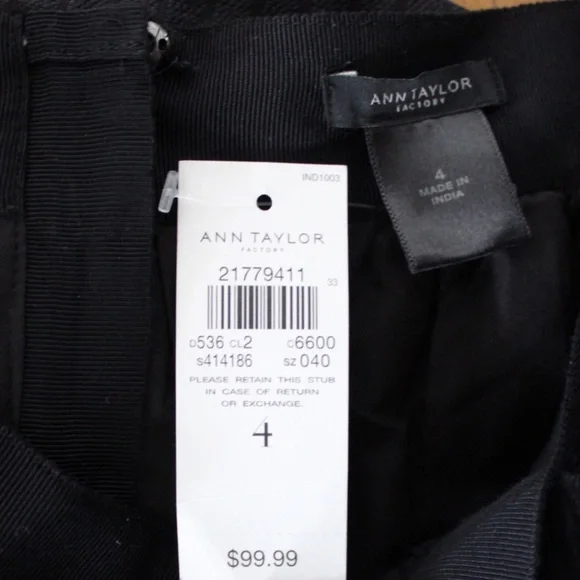 ANN TAYLOR
FACTORY
4
MADE IN
INDIA
IND1003
ANN TAYLOR
FACTORY
21779411
33
D536 CL2 C6600
S414186 SZ 040
PLEASE RETAIN THIS STUB
IN CASE OF RETURN
OR EXCHANGE.
4
$99.99